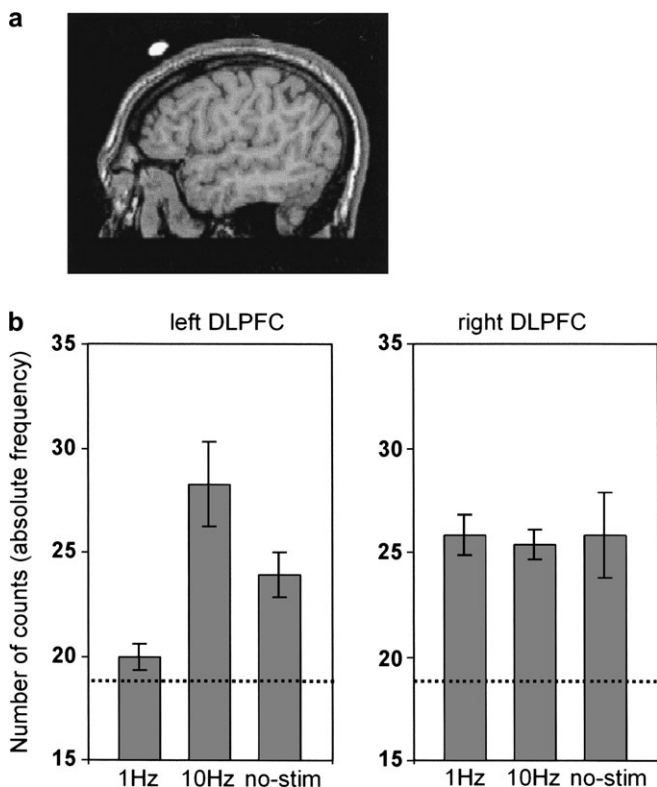 a
b
left DLPFC
right DLPFC
Number of counts (absolute frequency)
35
30
25
20
15
1Hz 10Hz no-stim
35
30
25
20
15
1Hz 10Hz no-stim